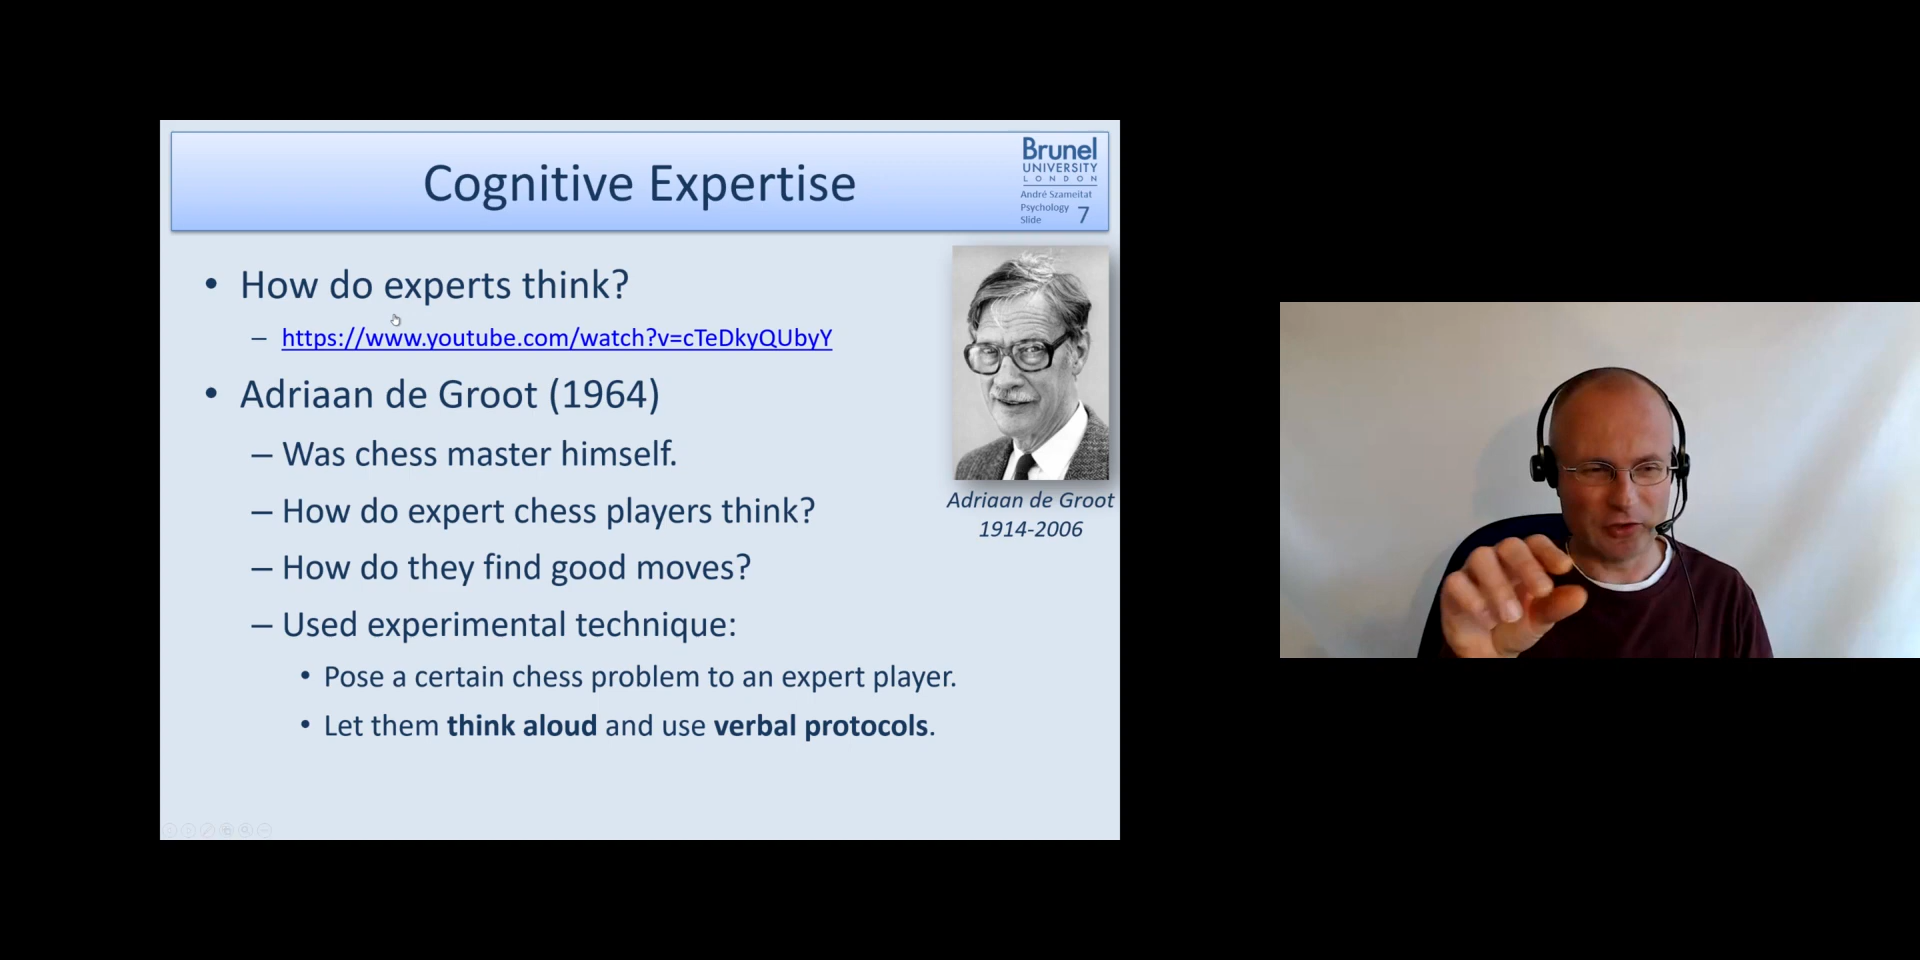 Cognitive Expertise
Brunel
UNIVERSITY
LONDON
André Szameitat
Psychology
Slide 7
• How do experts think?
– https://www.youtube.com/watch?v=cTeDkyQUbyY
• Adriaan de Groot (1964)
– Was chess master himself.
– How do expert chess players think?
– How do they find good moves?
– Used experimental technique:
• Pose a certain chess problem to an expert player.
• Let them think aloud and use verbal protocols.
Adriaan de Groot
1914-2006